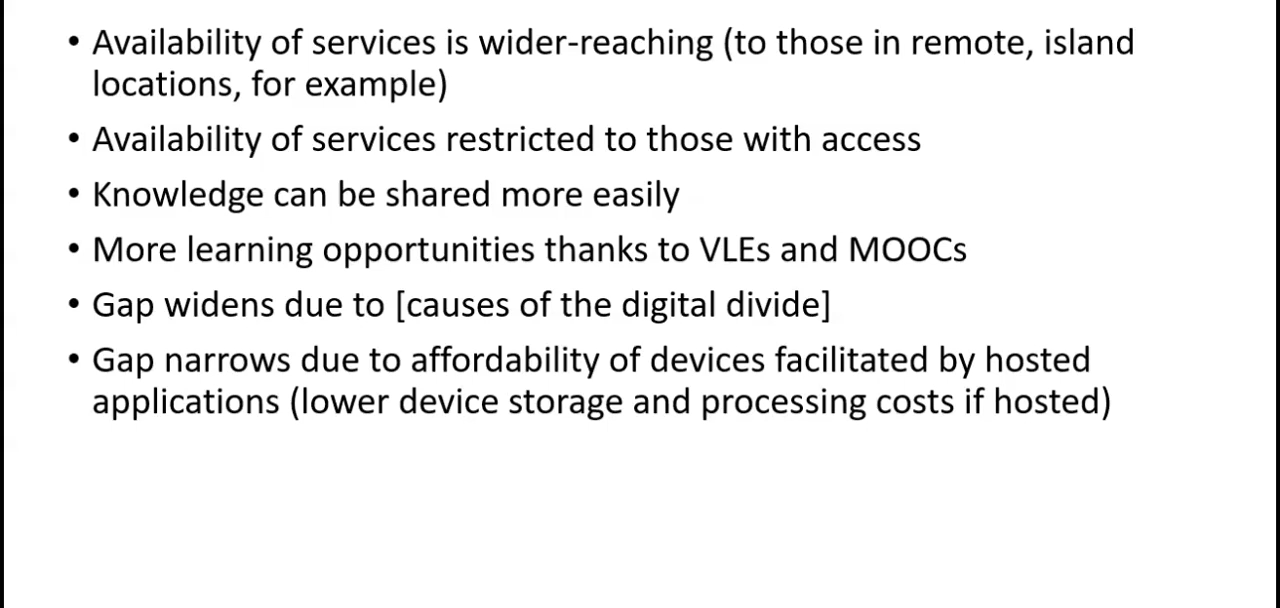 • Availability of services is wider-reaching (to those in remote, island
locations, for example)
• Availability of services restricted to those with access
• Knowledge can be shared more easily
• More learning opportunities thanks to VLEs and MOOCs
• Gap widens due to [causes of the digital divide]
• Gap narrows due to affordability of devices facilitated by hosted
applications (lower device storage and processing costs if hosted)